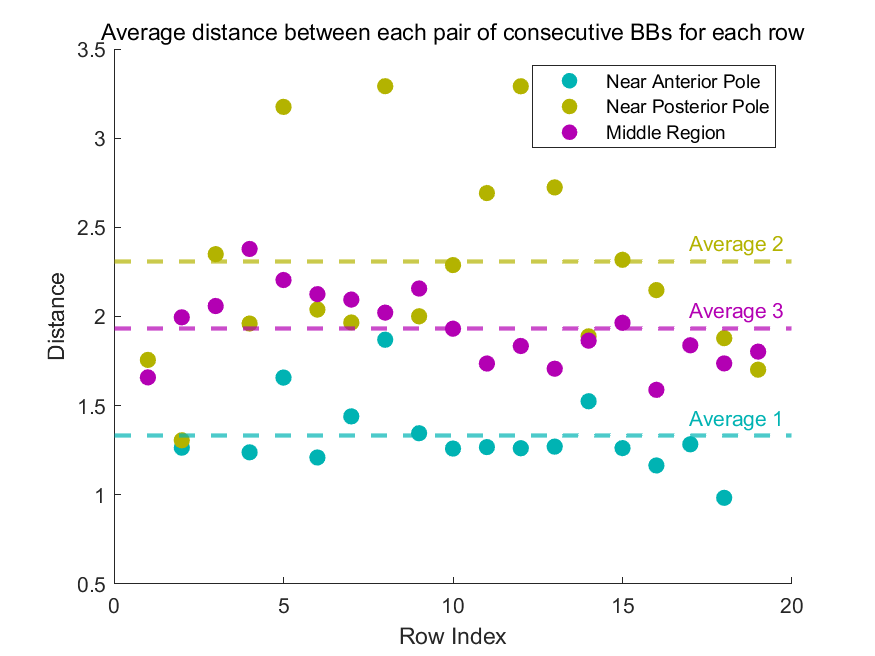 Average distance between each pair of consecutive BBs for each row
3.5
3
2.5
2
1.5
1
0.5
Distance
Near Anterior Pole
Near Posterior Pole
Middle Region
Average 2
Average 3
Average 1
0
5
10
15
20
Row Index